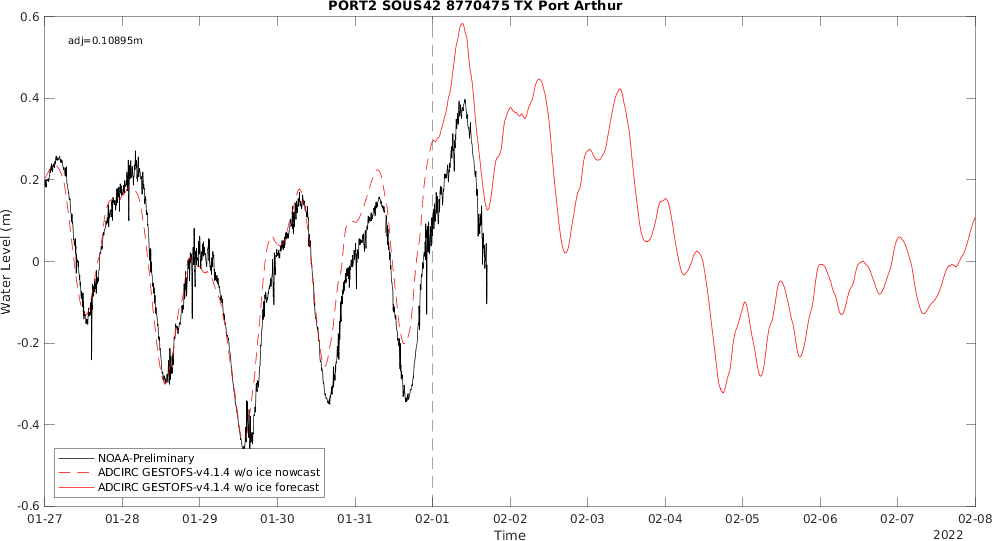 PORT2 SOUS42 8770475 TX Port Arthur
adj=0.10895m
0.6
0.4
0.2
0
-0.2
-0.4
-0.6
Water Level (m)
NOAA-Preliminary
ADCIRC GESTOFS-v4.1.4 w/o ice nowcast
ADCIRC GESTOFS-v4.1.4 w/o ice forecast
01-27 01-28 01-29 01-30 01-31 02-01 02-02 02-03 02-04 02-05 02-06 02-07 02-08
Time
2022